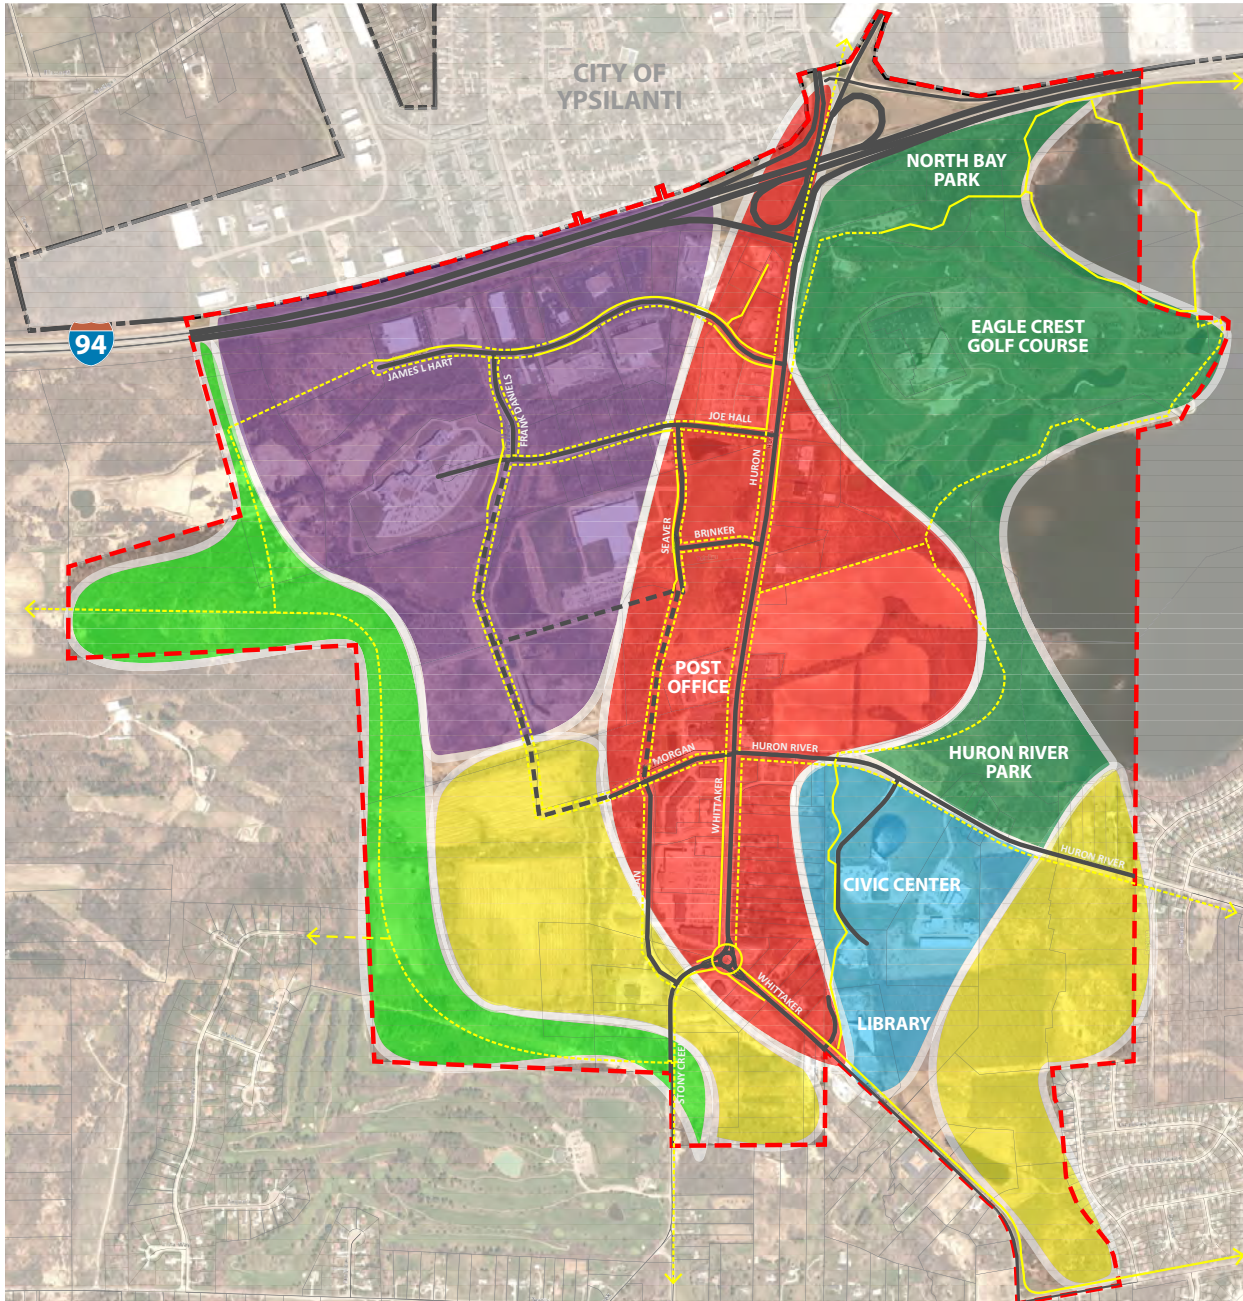 CITY OF
YPSILANTI
NORTH BAY
PARK
EAGLE CREST
GOLF COURSE
94
JAMES L HART
FRANK DANIELS
JOE HALL
HURON
SEAVER
BRINKER
POST
OFFICE
MORGAN
HURON RIVER
HURON RIVER
PARK
WHITTAKER
HURON RIVER
CIVIC CENTER
WHITTAKER
LIBRARY
STONY CREE